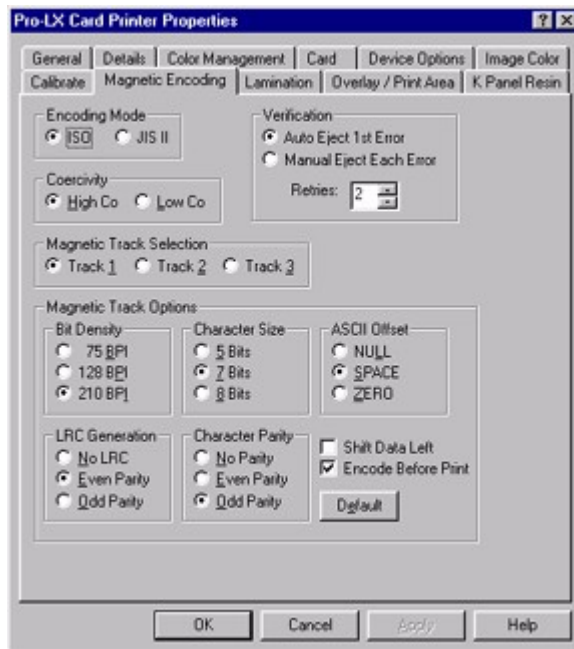 Pro-LX Card Printer Properties
General Details Color Management Card Device Options Image Color
Calibrate Magnetic Encoding Lamination Overlay / Print Area K Panel Resin
Encoding Mode
ISO JIS II
Verification
Auto Eject 1st Error
Manual Eject Each Error
Retries: 2
Coercivity
High Co Low Co
Magnetic Track Selection
Track 1 Track 2 Track 3
Magnetic Track Options
Bit Density
75 BPI
128 BPI
210 BPI
Character Size
5 Bits
7 Bits
8 Bits
ASCII Offset
NULL
SPACE
ZERO
LRC Generation
No LRC
Even Parity
Odd Parity
Character Parity
No Parity
Even Parity
Odd Parity
Shift Data Left
Encode Before Print
Default
OK Cancel Apply Help